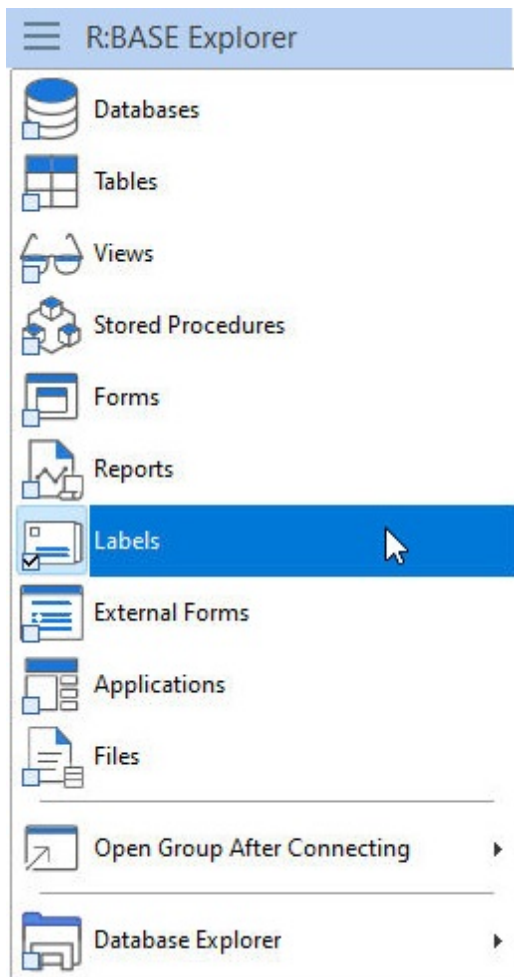 R:BASE Explorer
Databases
Tables
Views
Stored Procedures
Forms
Reports
Labels
External Forms
Applications
Files
Open Group After Connecting
Database Explorer